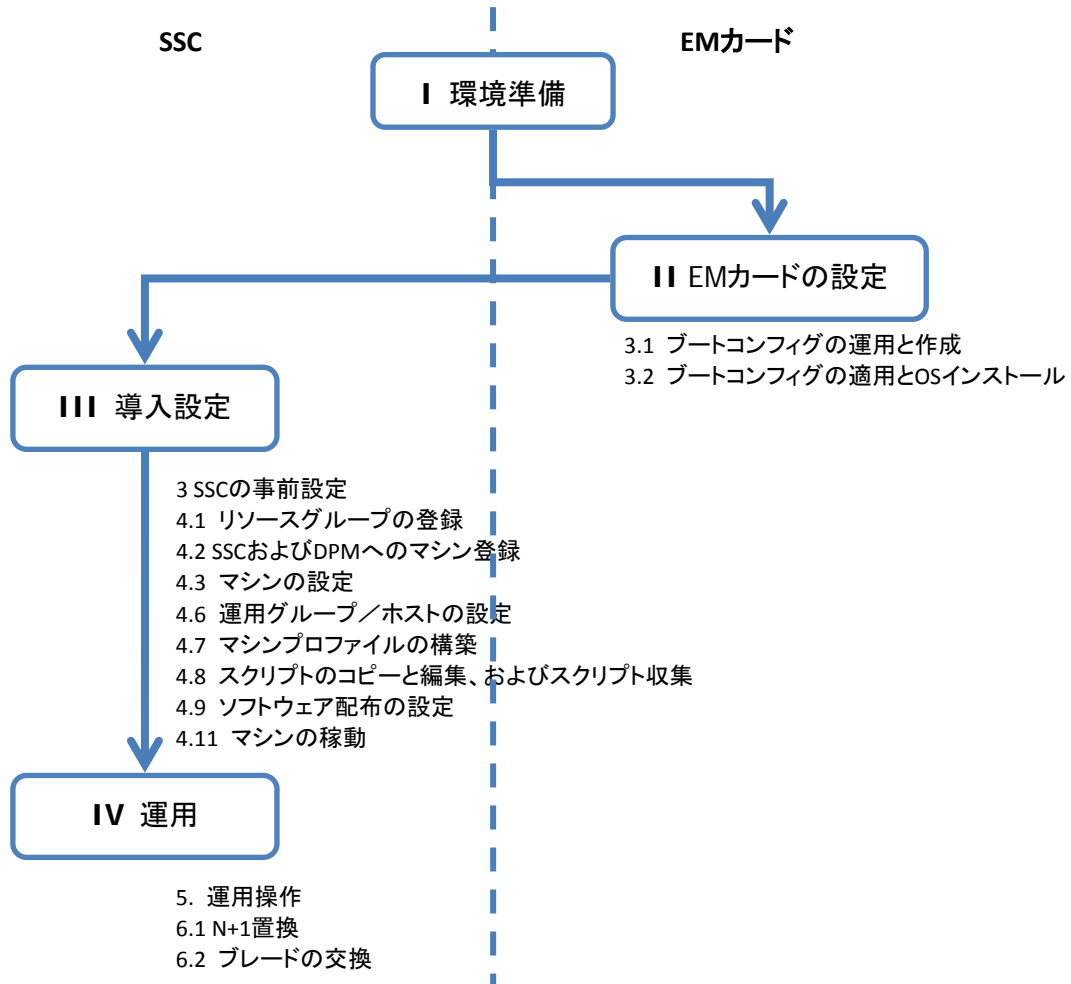 SSC
EMカード
I 環境準備
II EMカードの設定
3.1 ブートコンフィグの運用と作成
3.2 ブートコンフィグの適用とOSインストール
III 導入設定
3 SSCの事前設定
4.1 リソースグループの登録
4.2 SSCおよびDPMへのマシン登録
4.3 マシンの設定
4.6 運用グループ／ホストの設定
4.7 マシンプロファイルの構築
4.8 スクリプトのコピーと編集、およびスクリプト収集
4.9 ソフトウェア配布の設定
4.11 マシンの稼動
IV 運用
5. 運用操作
6.1 N+1置換
6.2 ブレードの交換